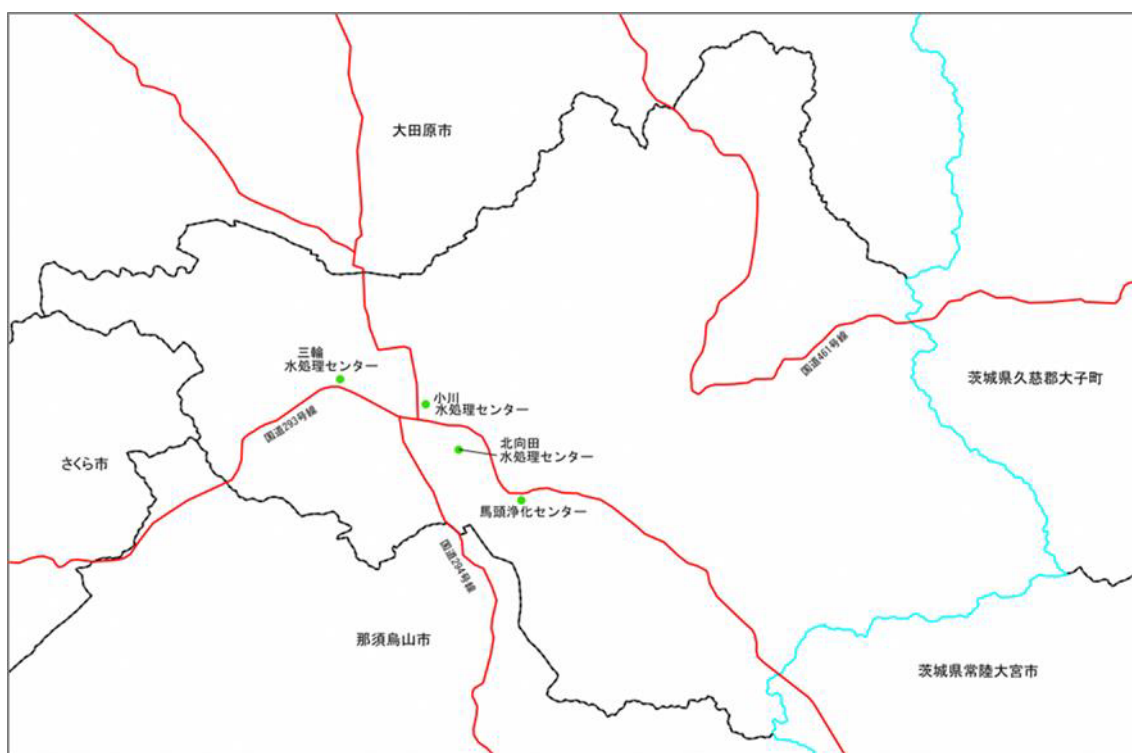 大田原市
三輪
水処理センター
国道461号線
茨城県久慈郡大子町
小川
水処理センター
国道293号線
北向田
水処理センター
さくら市
馬頭浄化センター
国道294号線
那須烏山市
茨城県常陸大宮市